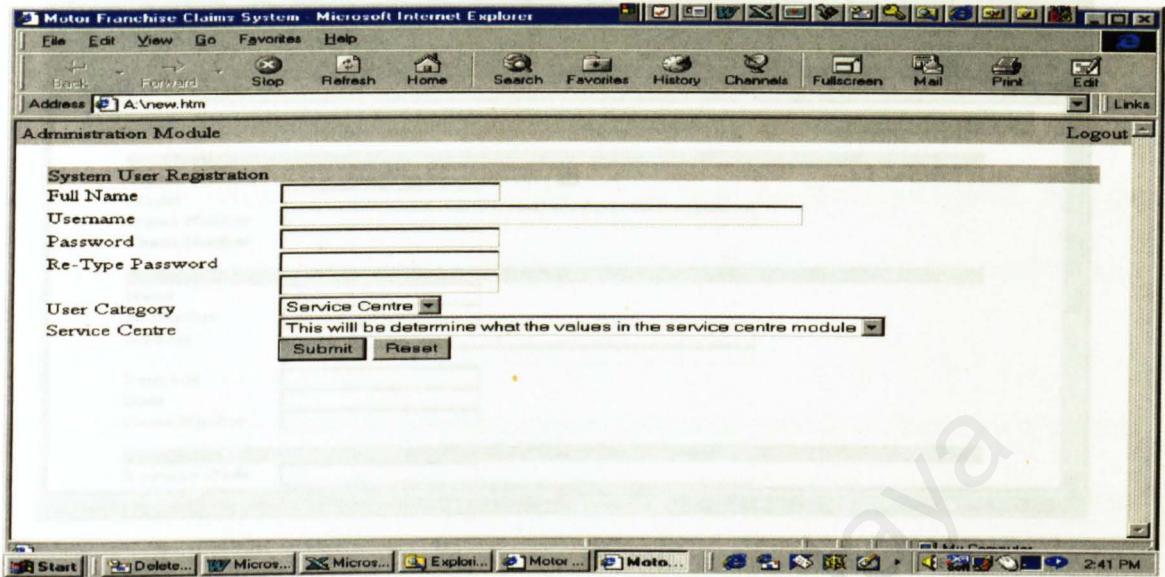 Motor Franchise Claims System - Microsoft Internet Explorer
File Edit View Go Favorites Help
Back Forward Stop Refresh Home Search Favorites History Channels Fullscreen Mail Print Edit
Address A:\new.htm Links
Administration Module Logout
System User Registration
Full Name
Username
Password
Re-Type Password
User Category Service Centre
Service Centre This willl be determine what the values in the service centre module
Submit Reset
My Computer
Start Delete... Micros... Micros... Explori... Motor ... Moto... 2:41 PM